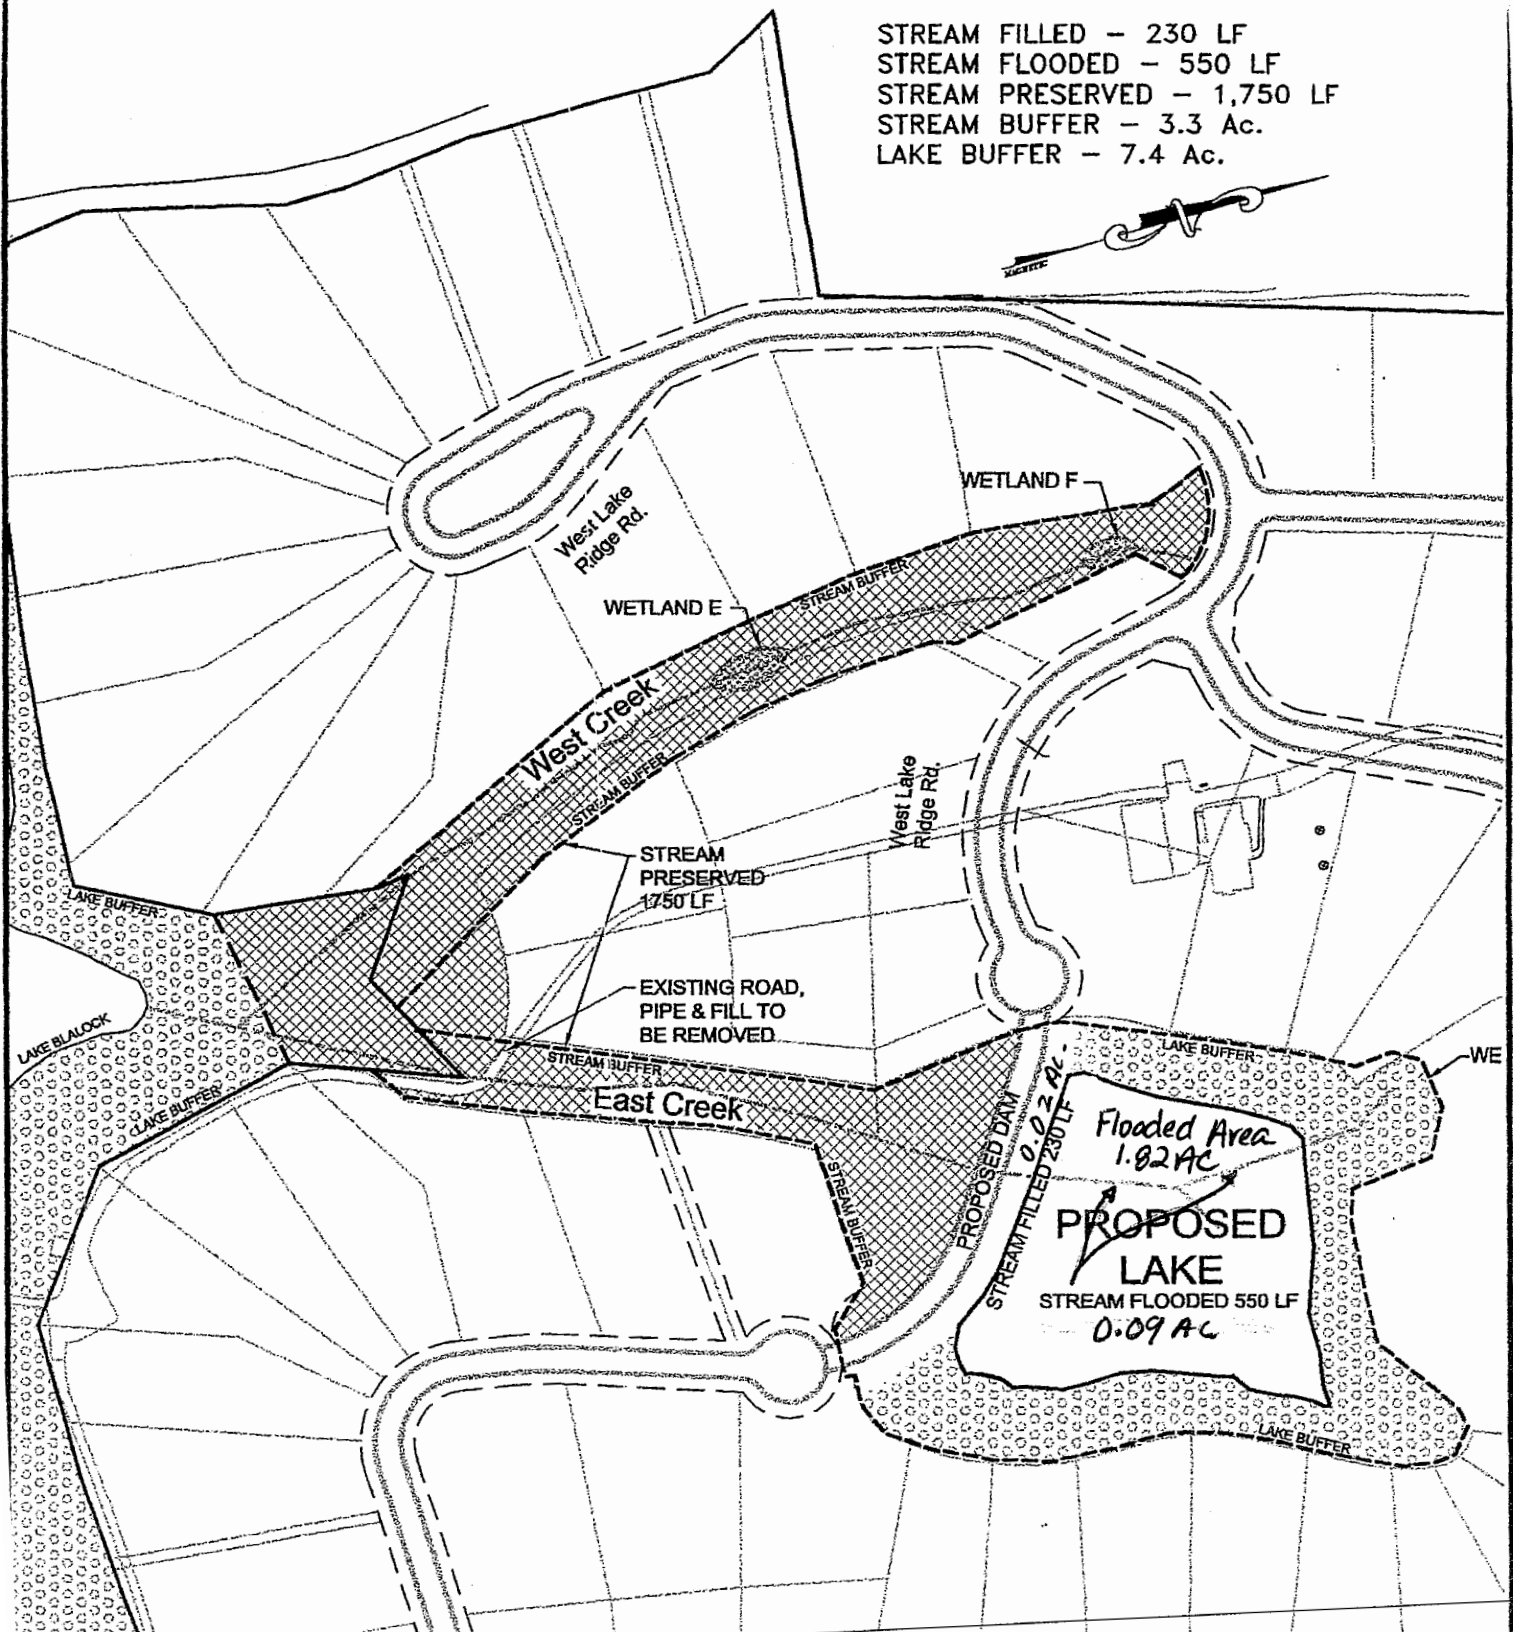 STREAM FILLED - 230 LF
STREAM FLOODED - 550 LF
STREAM PRESERVED - 1,750 LF
STREAM BUFFER - 3.3 Ac.
LAKE BUFFER - 7.4 Ac.
N
WETLAND F
West Lake
Ridge Rd.
STREAM BUFFER
WETLAND E
West Creek
STREAM BUFFER
West Lake
Ridge Rd.
STREAM
PRESERVED
1750 LF
LAKE BUFFER
EXISTING ROAD,
PIPE & FILL TO
BE REMOVED
LAKE BLALOCK
STREAM BUFFER
LAKE BUFFER
WE
East Creek
LAKE BUFFER
PROPOSED DAM
STREAM FILLED 230 LF
0.02 AC.
Flooded Area
1.82 AC
STREAM BUFFER
PROPOSED
LAKE
STREAM FLOODED 550 LF
0.09 AC
LAKE BUFFER